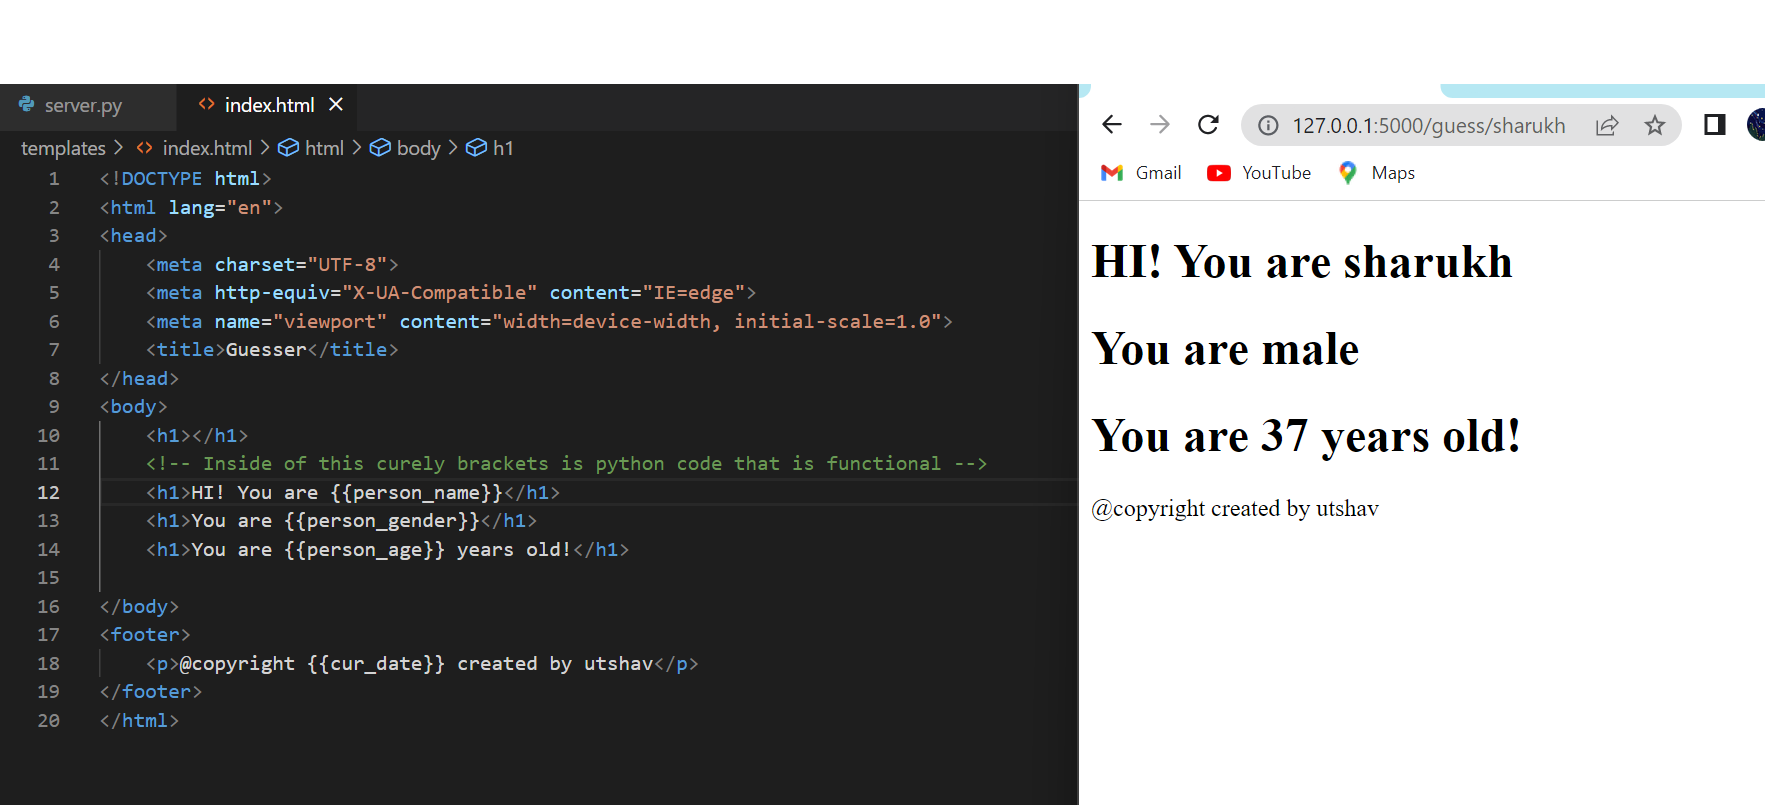 server.py
index.html
templates > index.html > html > body > h1
1 <!DOCTYPE html>
2 <html lang="en">
3 <head>
4     <meta charset="UTF-8">
5     <meta http-equiv="X-UA-Compatible" content="IE=edge">
6     <meta name="viewport" content="width=device-width, initial-scale=1.0">
7     <title>Guesser</title>
8 </head>
9 <body>
10     <h1></h1>
11     <!-- Inside of this curely brackets is python code that is functional -->
12     <h1>HI! You are {{person_name}}</h1>
13     <h1>You are {{person_gender}}</h1>
14     <h1>You are {{person_age}} years old!</h1>
15
16 </body>
17 <footer>
18     <p>@copyright {{cur_date}} created by utshav</p>
19 </footer>
20 </html>
127.0.0.1:5000/guess/sharukh
Gmail
YouTube
Maps
HI! You are sharukh
You are male
You are 37 years old!
@copyright created by utshav